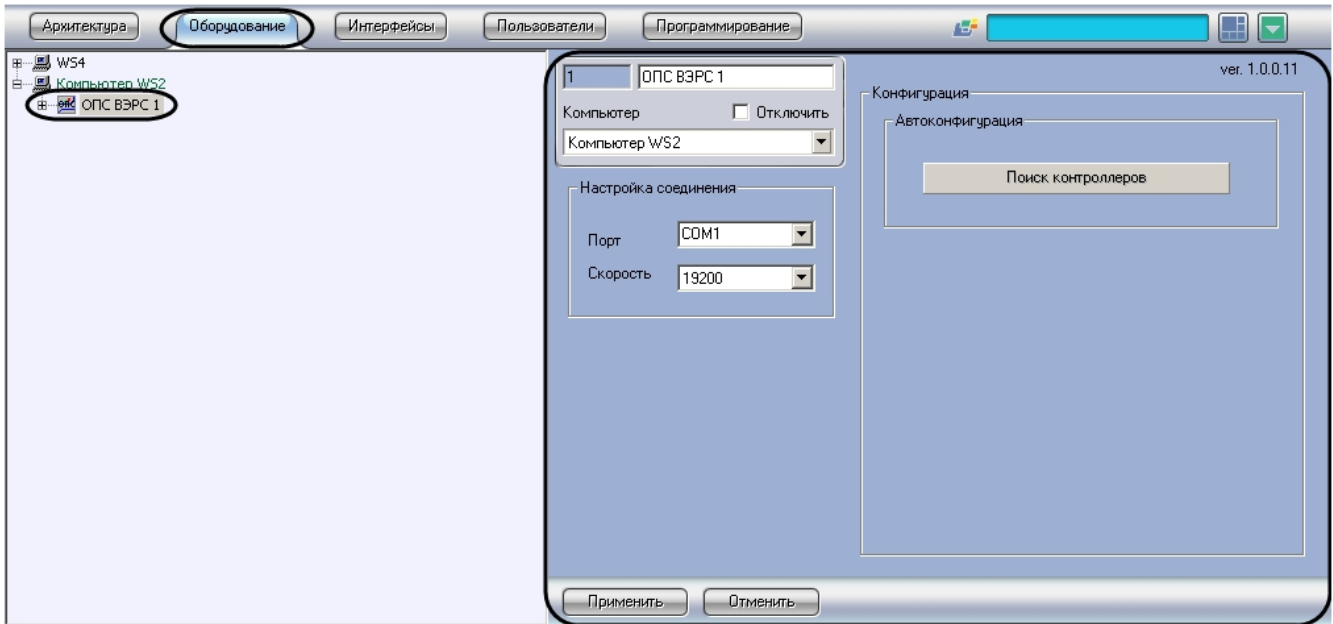 Архитектура Оборудование Интерфейсы Пользователи Программирование
WS4
Компьютер WS2
ОПС ВЭРС 1
1 ОПС ВЭРС 1
Компьютер Отключить
Компьютер WS2
Настройка соединения
Порт COM1
Скорость 19200
ver. 1.0.0.11
Конфигурация
Автоконфигурация
Поиск контроллеров
Применить Отменить